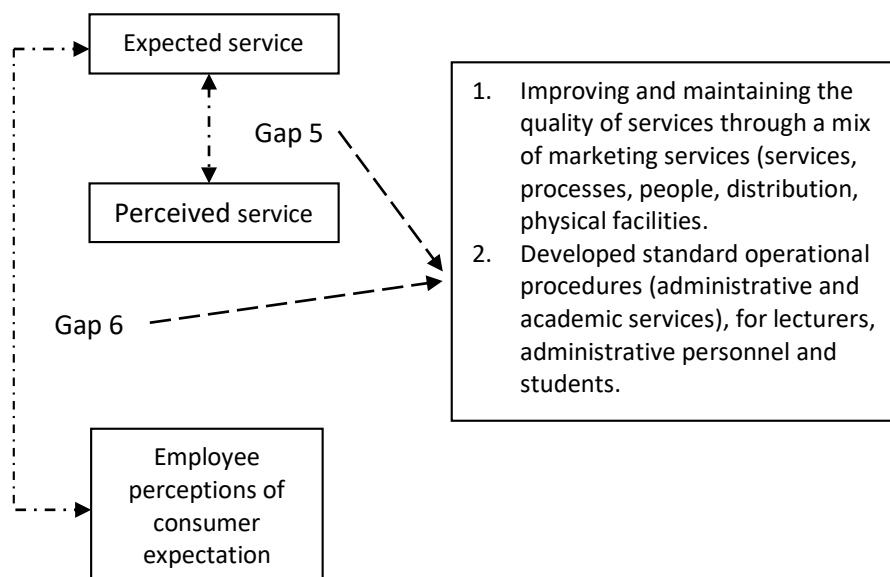 Expected service
Gap 5
Perceived service
Gap 6
Employee
perceptions of
consumer
expectation
1. Improving and maintaining the
quality of services through a mix
of marketing services (services,
processes, people, distribution,
physical facilities.
2. Developed standard operational
procedures (administrative and
academic services), for lecturers,
administrative personnel and
students.